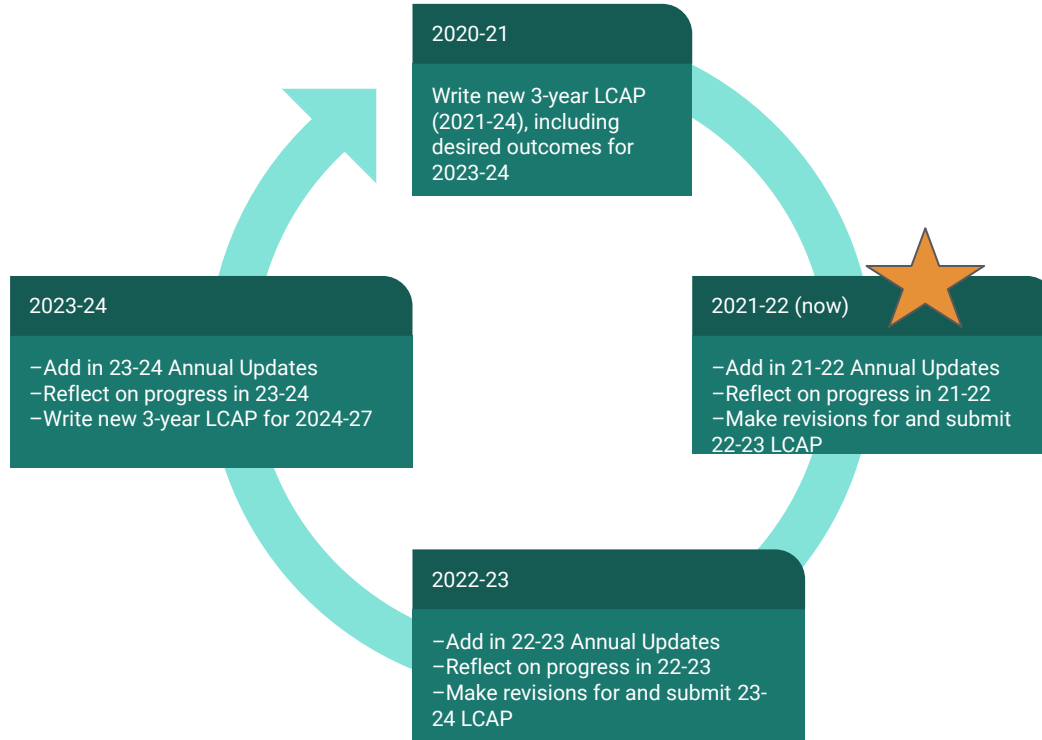 2020-21
Write new 3-year LCAP
(2021-24), including
desired outcomes for
2023-24
2021-22 (now)
–Add in 21-22 Annual Updates
–Reflect on progress in 21-22
–Make revisions for and submit
22-23 LCAP
2022-23
–Add in 22-23 Annual Updates
–Reflect on progress in 22-23
–Make revisions for and submit 23-
24 LCAP
2023-24
–Add in 23-24 Annual Updates
–Reflect on progress in 23-24
–Write new 3-year LCAP for 2024-27